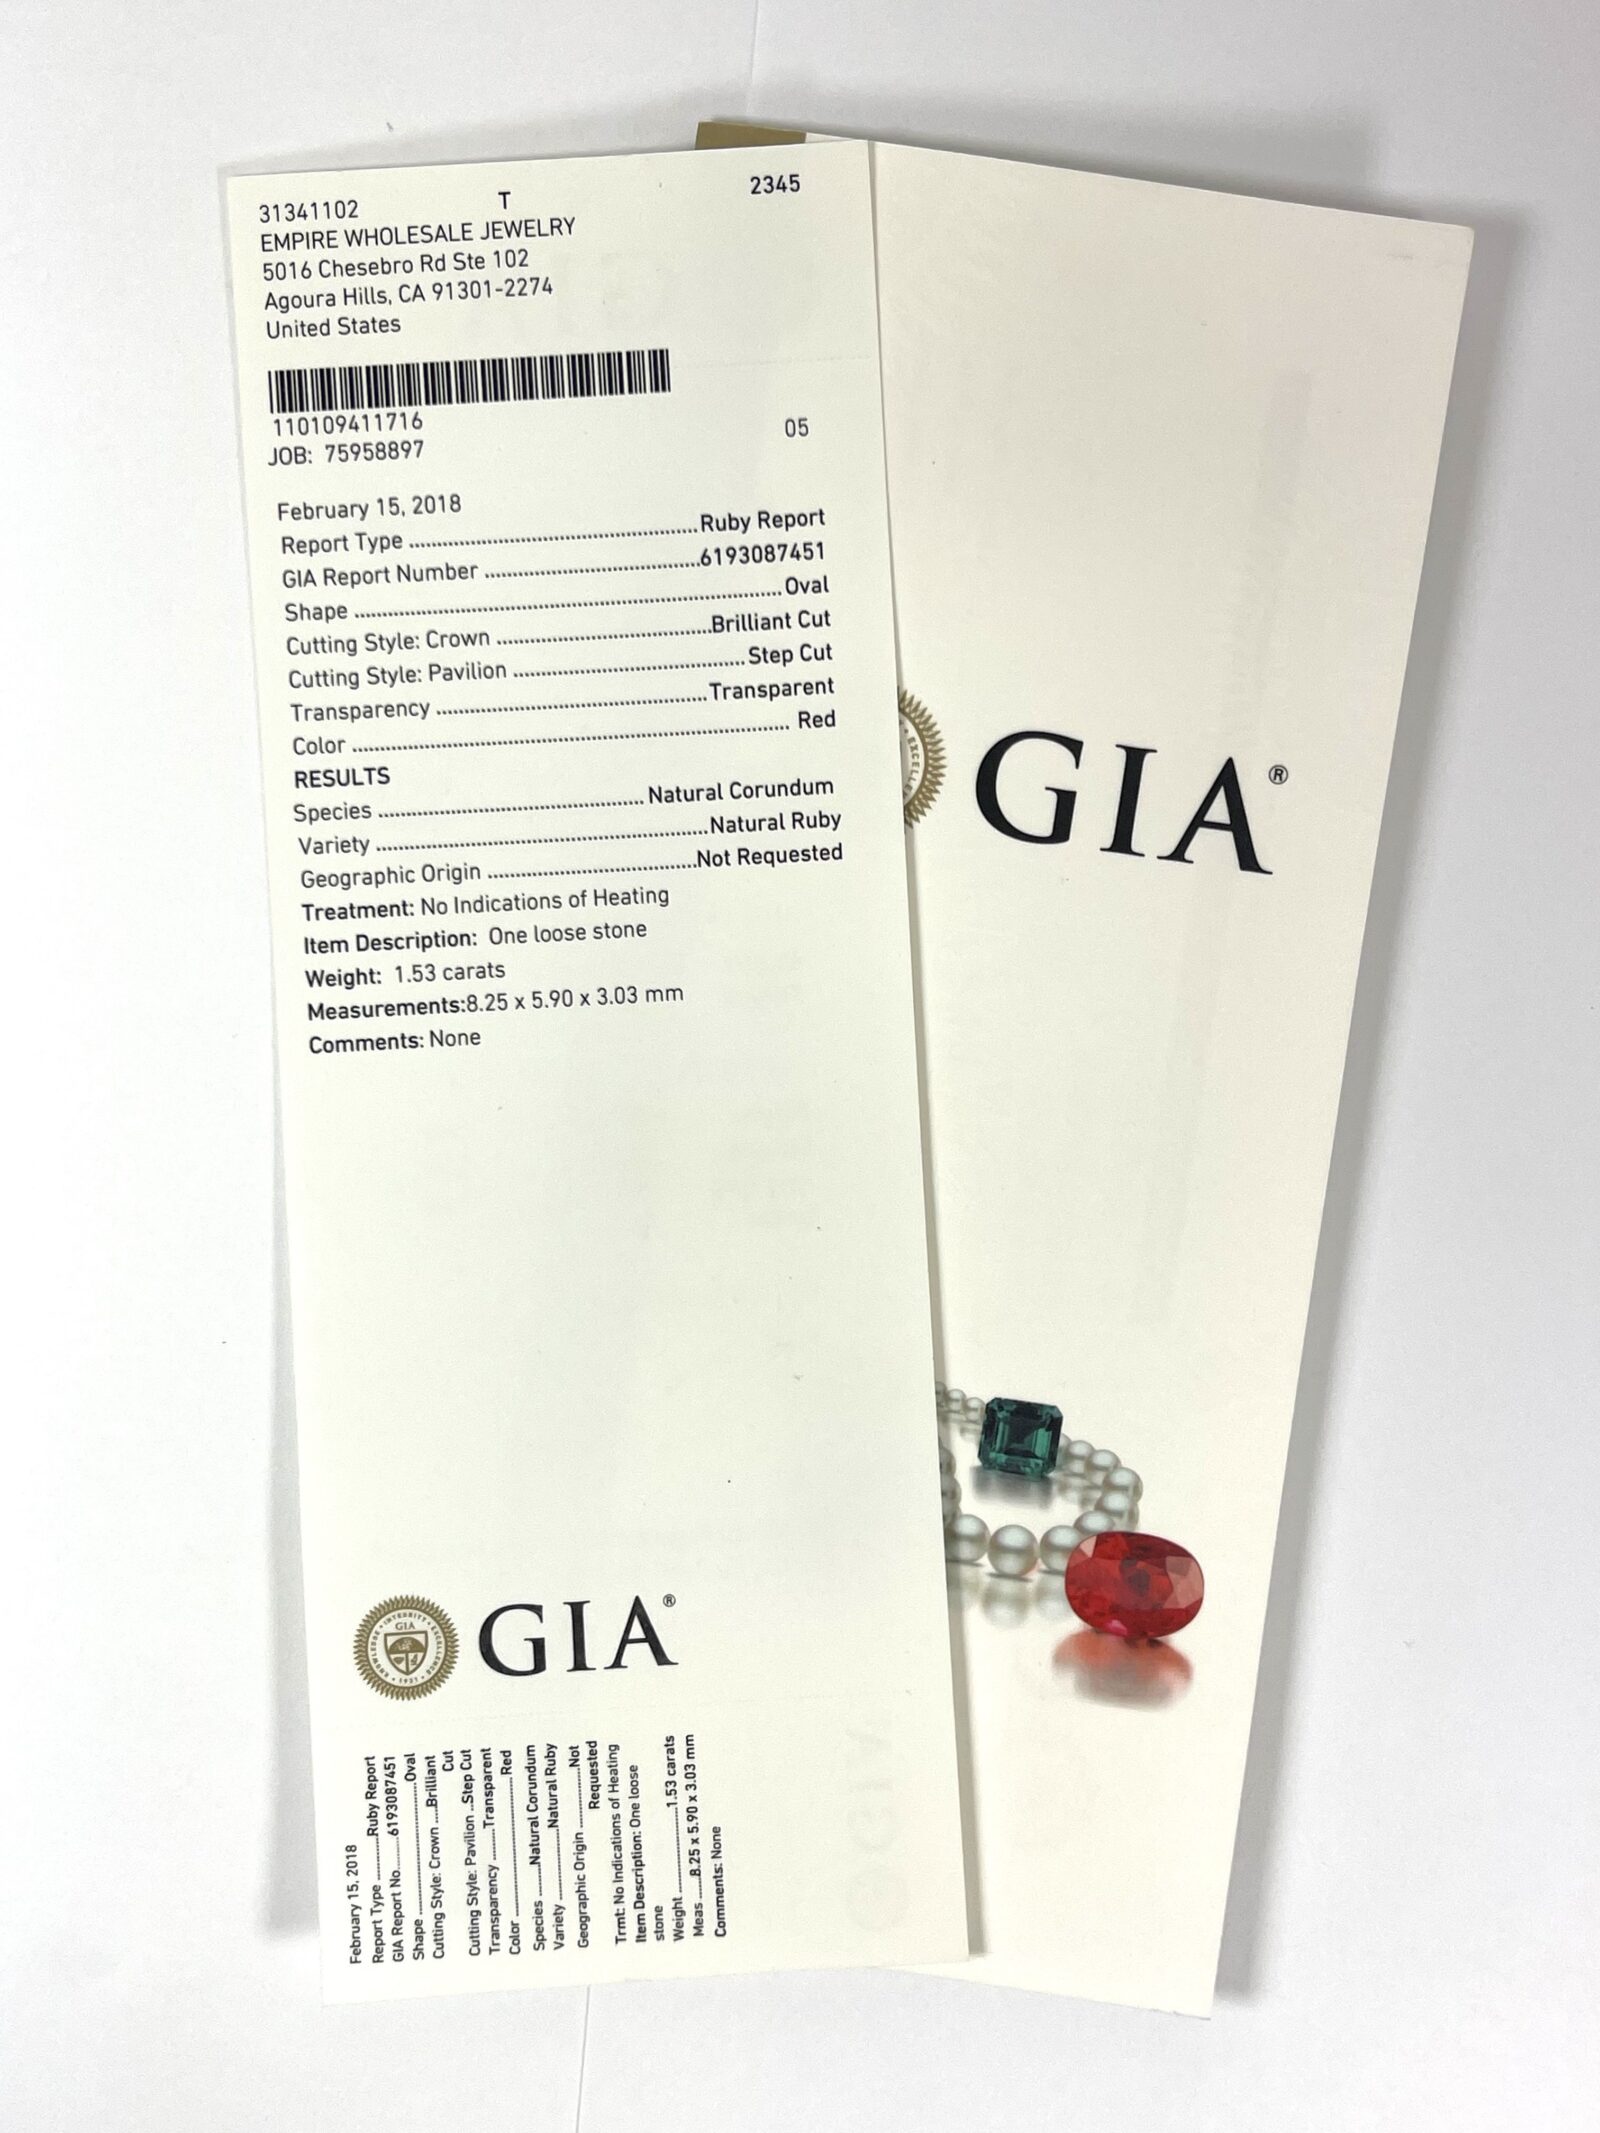 31341102 T 2345
EMPIRE WHOLESALE JEWELRY
5016 Chesebro Rd Ste 102
Agoura Hills, CA 91301-2274
United States
110109411716
JOB: 75958897 05
February 15, 2018
Report Type ........ Ruby Report
GIA Report Number ........ 6193087451
Shape ........ Oval
Cutting Style: Crown ........ Brilliant Cut
Cutting Style: Pavilion ........ Step Cut
Transparency ........ Transparent
Color ........ Red
RESULTS
Species ........ Natural Corundum
Variety ........ Natural Ruby
Geographic Origin ........ Not Requested
Treatment: No Indications of Heating
Item Description: One loose stone
Weight: 1.53 carats
Measurements:8.25 x 5.90 x 3.03 mm
Comments: None
GIA
KNOWLEDGE • INTEGRITY • EXCELLENCE
• 1931 •
GIA®
February 15, 2018
Report Type ........ Ruby Report
GIA Report No. ........ 6193087451
Shape ........ Oval
Cutting Style: Crown .... Brilliant
Cut
Cutting Style: Pavilion .. Step Cut
Transparency ........ Transparent
Color ........ Red
Species ........ Natural Corundum
Variety ........ Natural Ruby
Geographic Origin ........ Not
Requested
Trmt: No Indications of Heating
Item Description: One loose
stone
Weight ........ 1.53 carats
Meas ...... 8.25 x 5.90 x 3.03 mm
Comments: None
GIA®